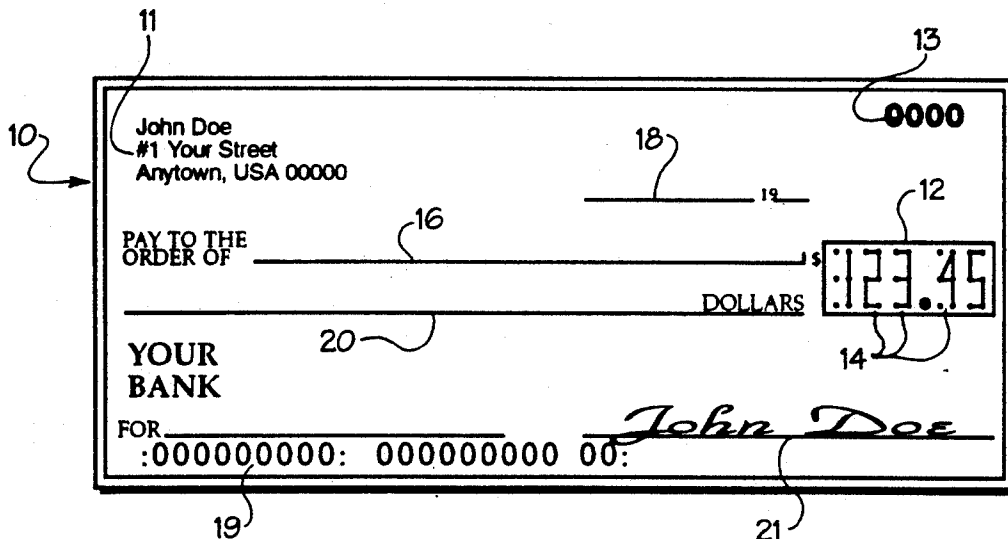 11
13
John Doe
#1 Your Street
Anytown, USA 00000
0000
10
18
19
12
16
PAY TO THE
ORDER OF
$
123.45
DOLLARS
20
14
YOUR
BANK
FOR
John Doe
:000000000: 000000000 00:
19
21